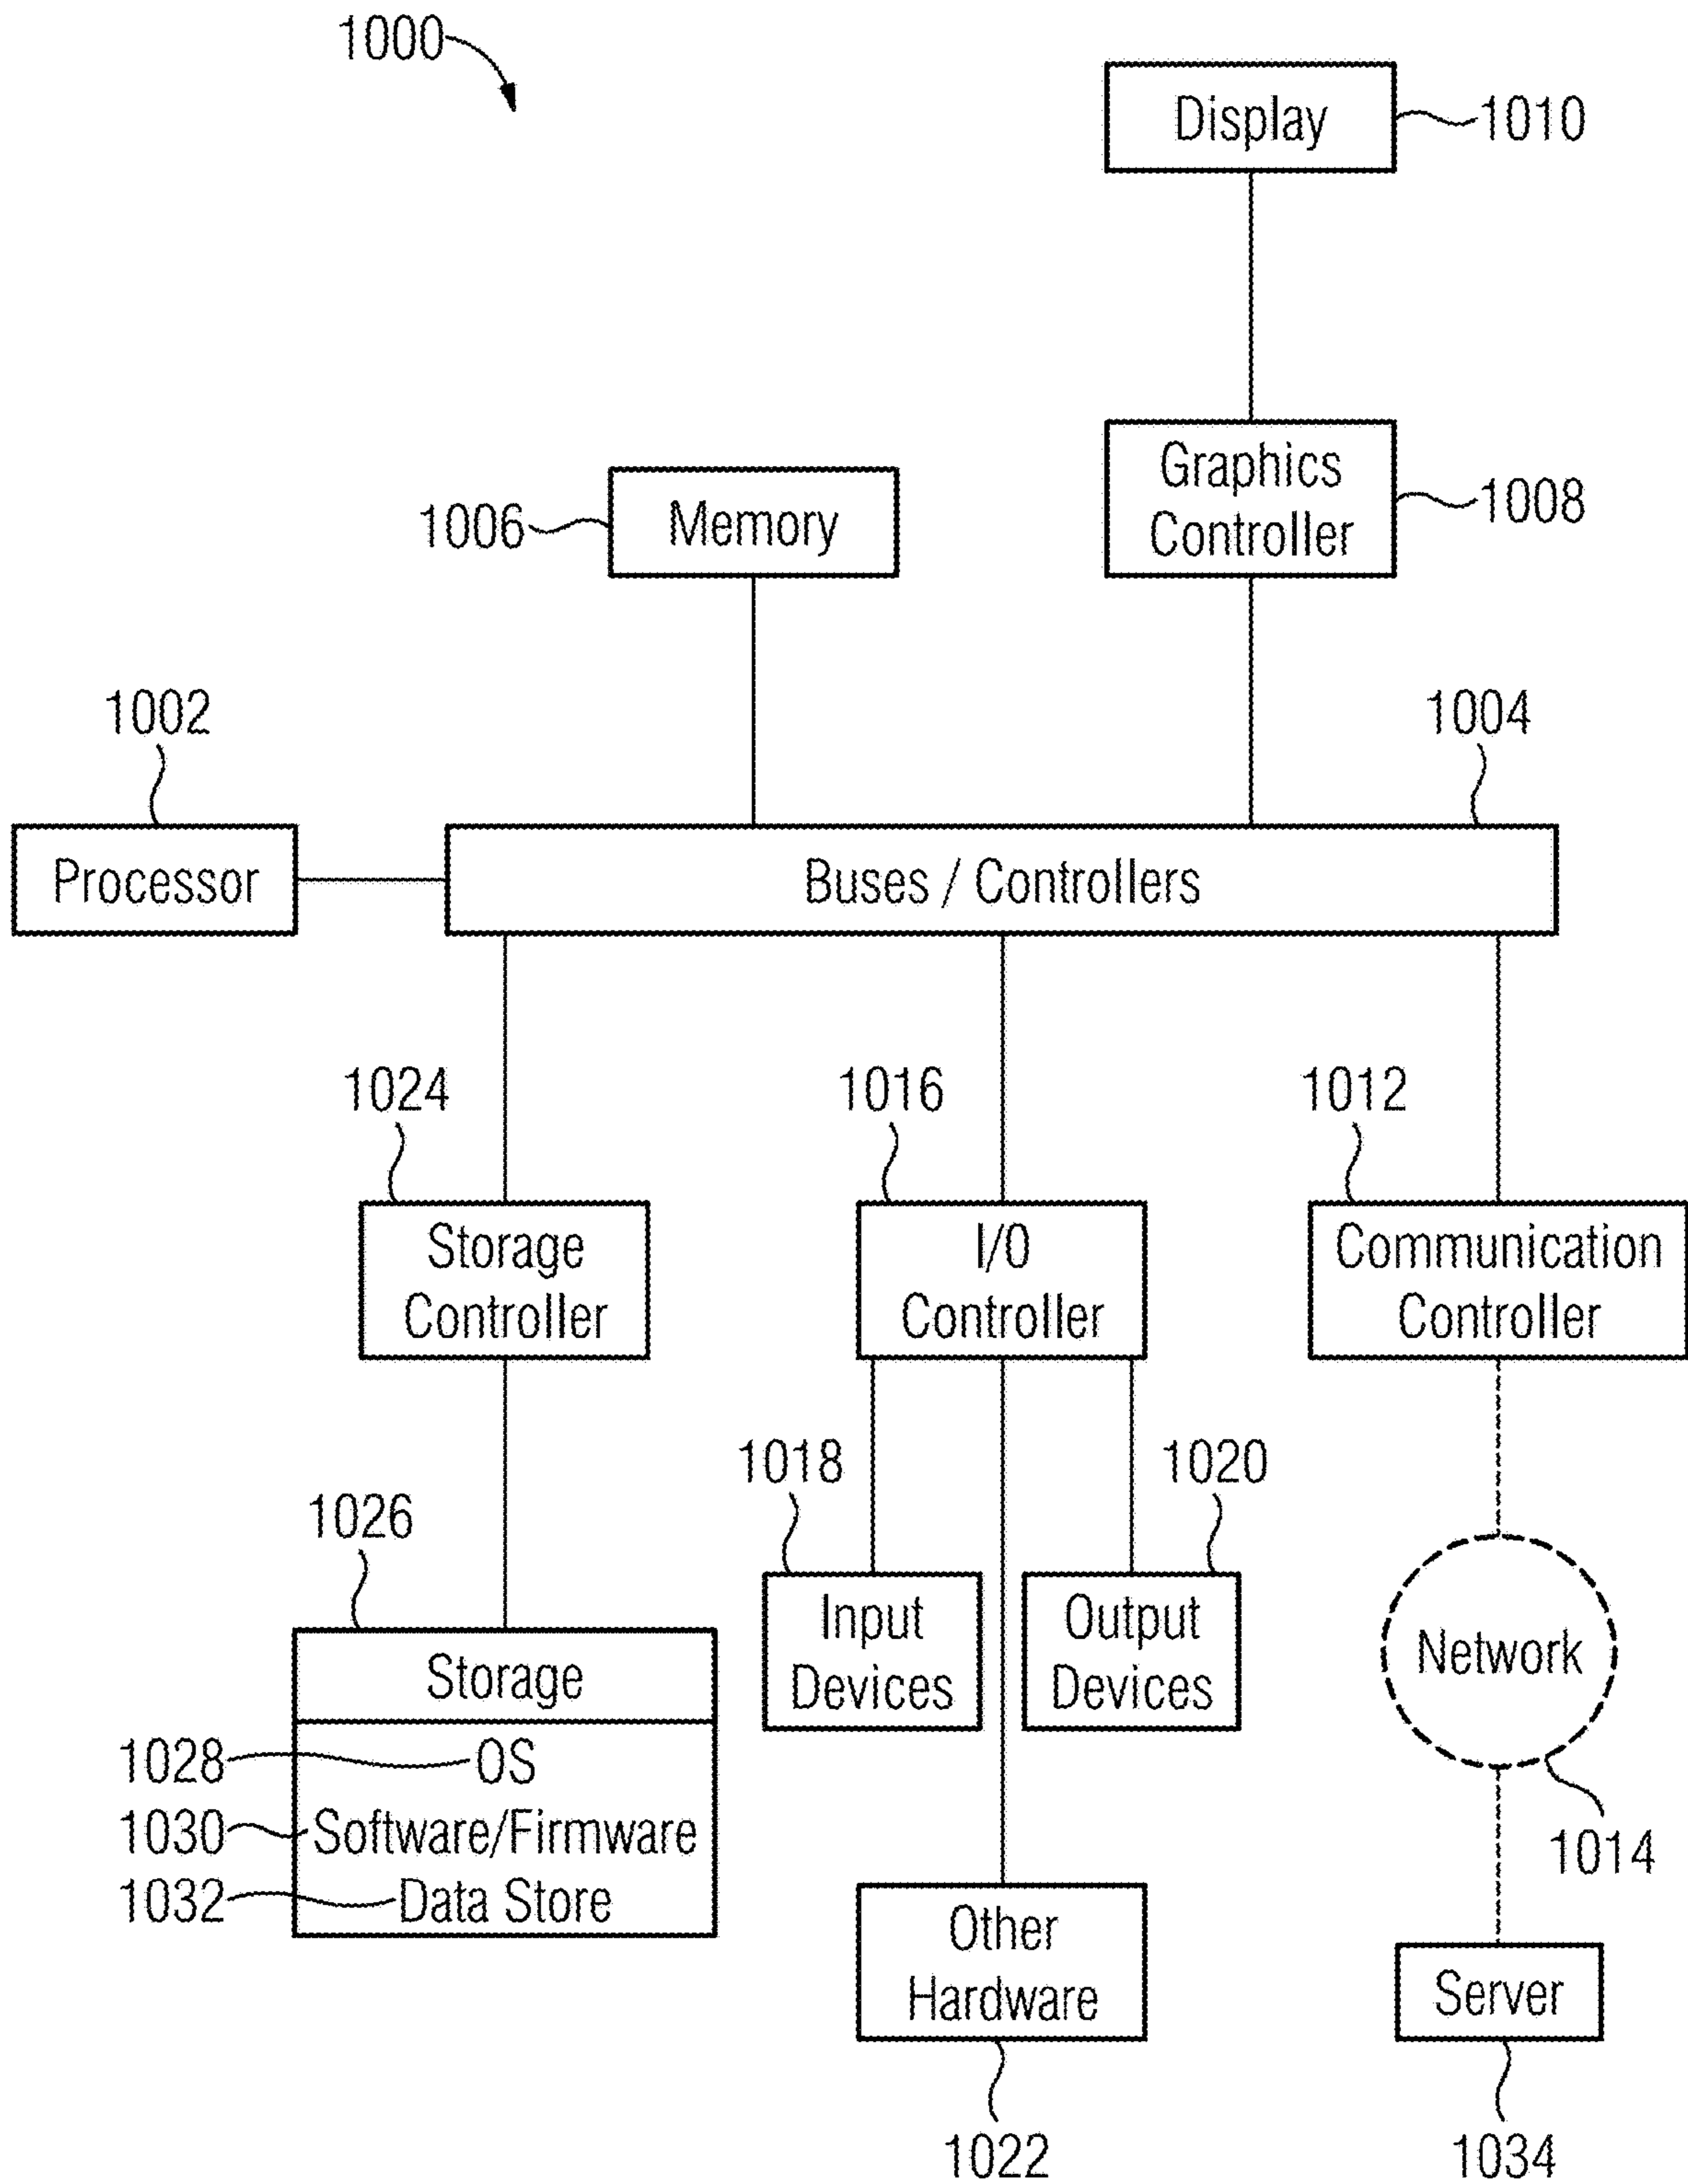 1000
Display
1010
Graphics
Controller
1008
1006
Memory
1002
1004
Processor
Buses / Controllers
1024
1016
1012
Storage
Controller
I/O
Controller
Communication
Controller
1018
1020
1026
Input
Devices
Output
Devices
Network
Storage
1028
OS
1030
Software/Firmware
1014
1032
Data Store
Other
Hardware
Server
1022
1034